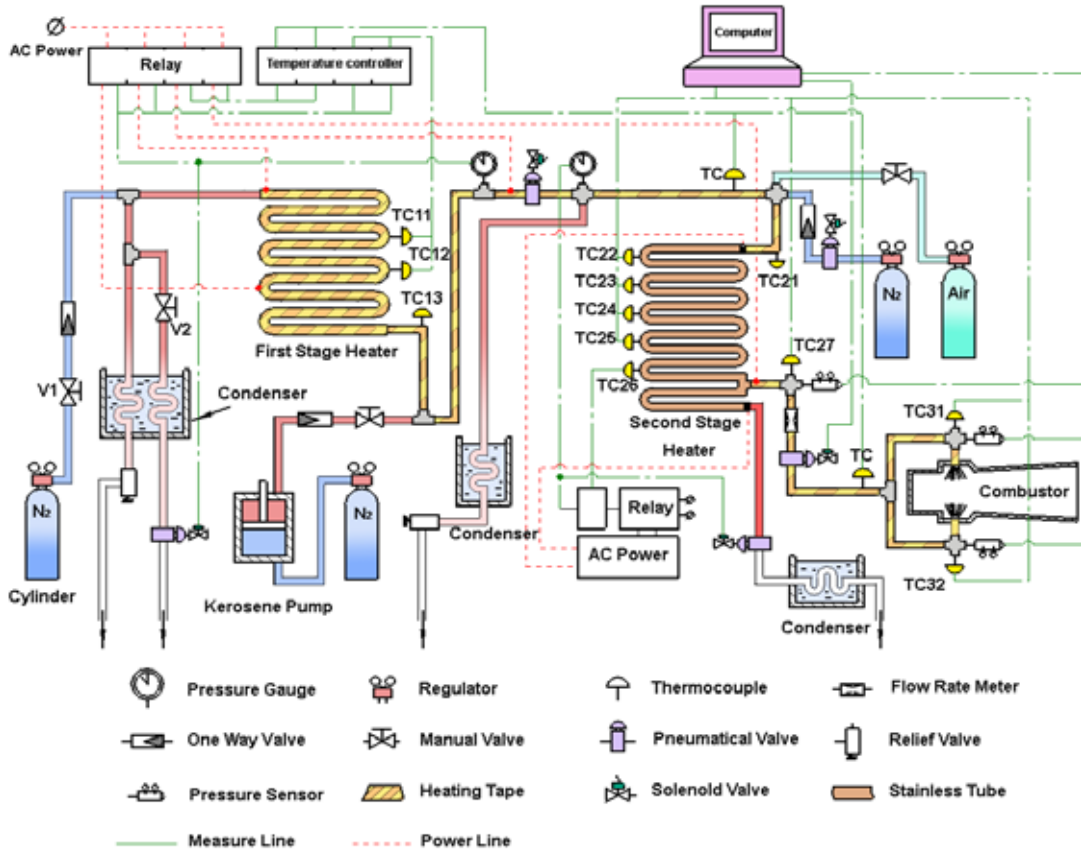 Computer
AC Power
Relay
Temperature controller
TC11
TC12
TC13
TC
TC22
TC21
TC23
TC24
TC25
TC26
TC27
N₂
Air
V2
V1
First Stage Heater
Condenser
Second Stage
Heater
TC31
Combustor
N₂
N₂
Condenser
Relay
AC Power
TC
TC32
Cylinder
Kerosene Pump
Condenser
Pressure Gauge
Regulator
Thermocouple
Flow Rate Meter
One Way Valve
Manual Valve
Pneumatical Valve
Relief Valve
Pressure Sensor
Heating Tape
Solenoid Valve
Stainless Tube
Measure Line
Power Line